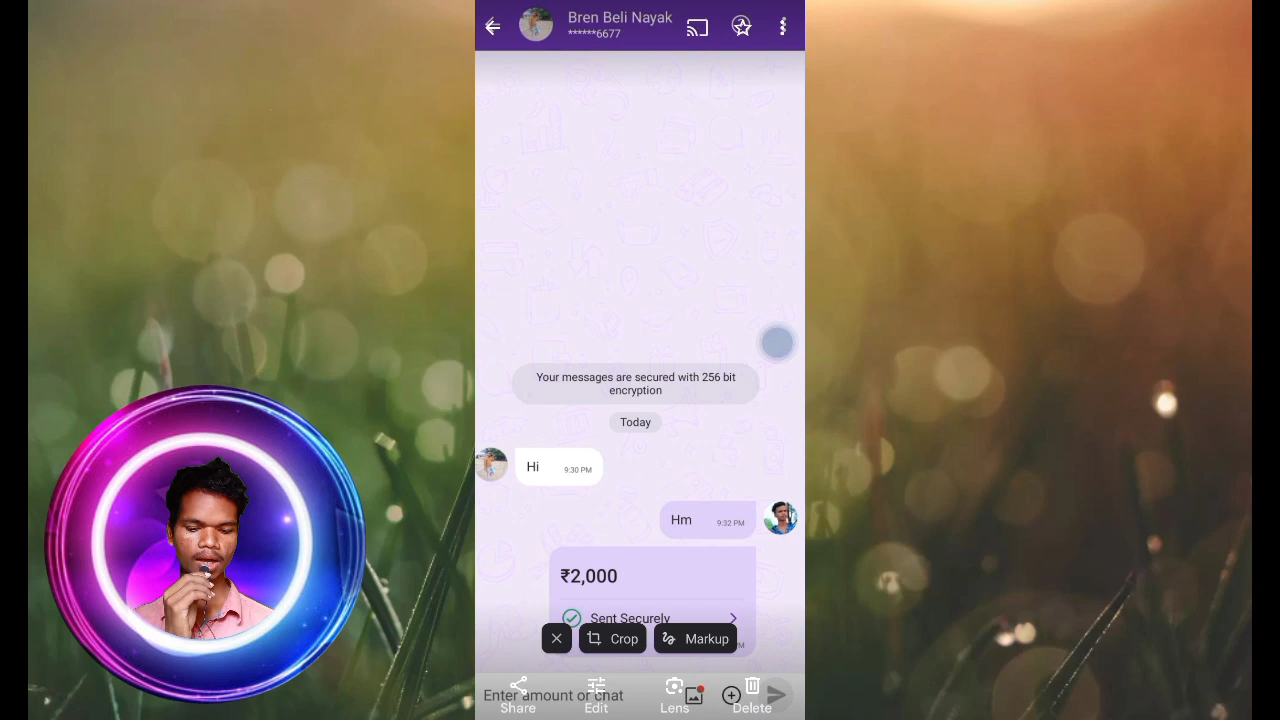 Bren Beli Nayak
******6677
Your messages are secured with 256 bit
encryption
Today
Hi 9:30 PM
Hm 9:32 PM
₹2,000
Sent Securely
Crop
Markup
Enter amount or chat
Share
Edit
Lens
Delete